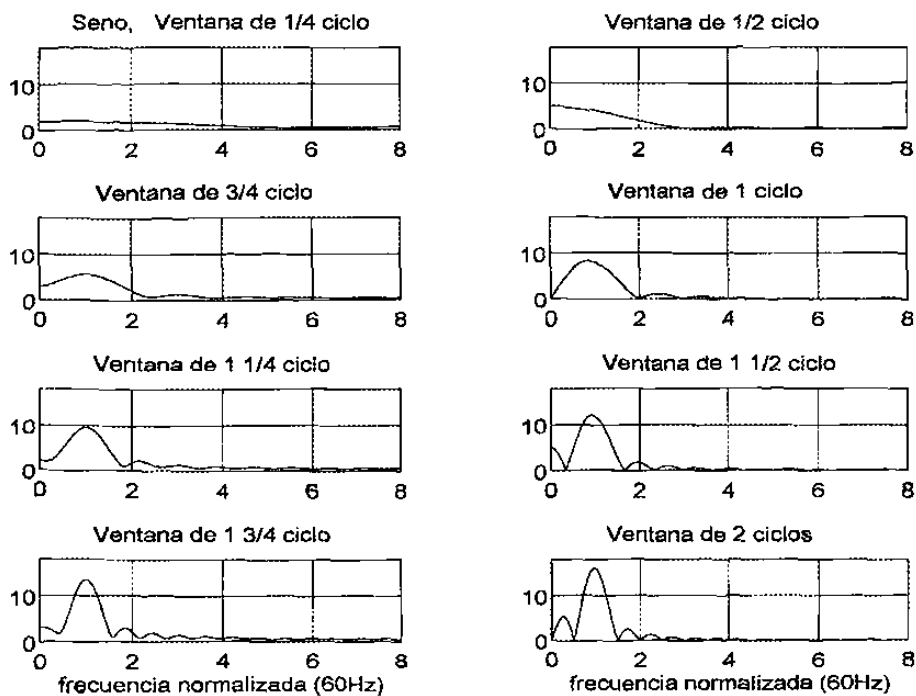 Seno, Ventana de 1/4 ciclo
10
0
0 2 4 6 8
Ventana de 1/2 ciclo
10
0
0 2 4 6 8
Ventana de 3/4 ciclo
10
0
0 2 4 6 8
Ventana de 1 ciclo
10
0
0 2 4 6 8
Ventana de 1 1/4 ciclo
10
0
0 2 4 6 8
Ventana de 1 1/2 ciclo
10
0
0 2 4 6 8
Ventana de 1 3/4 ciclo
10
0
0 2 4 6 8
frecuencia normalizada (60Hz)
Ventana de 2 ciclos
10
0
0 2 4 6 8
frecuencia normalizada (60Hz)